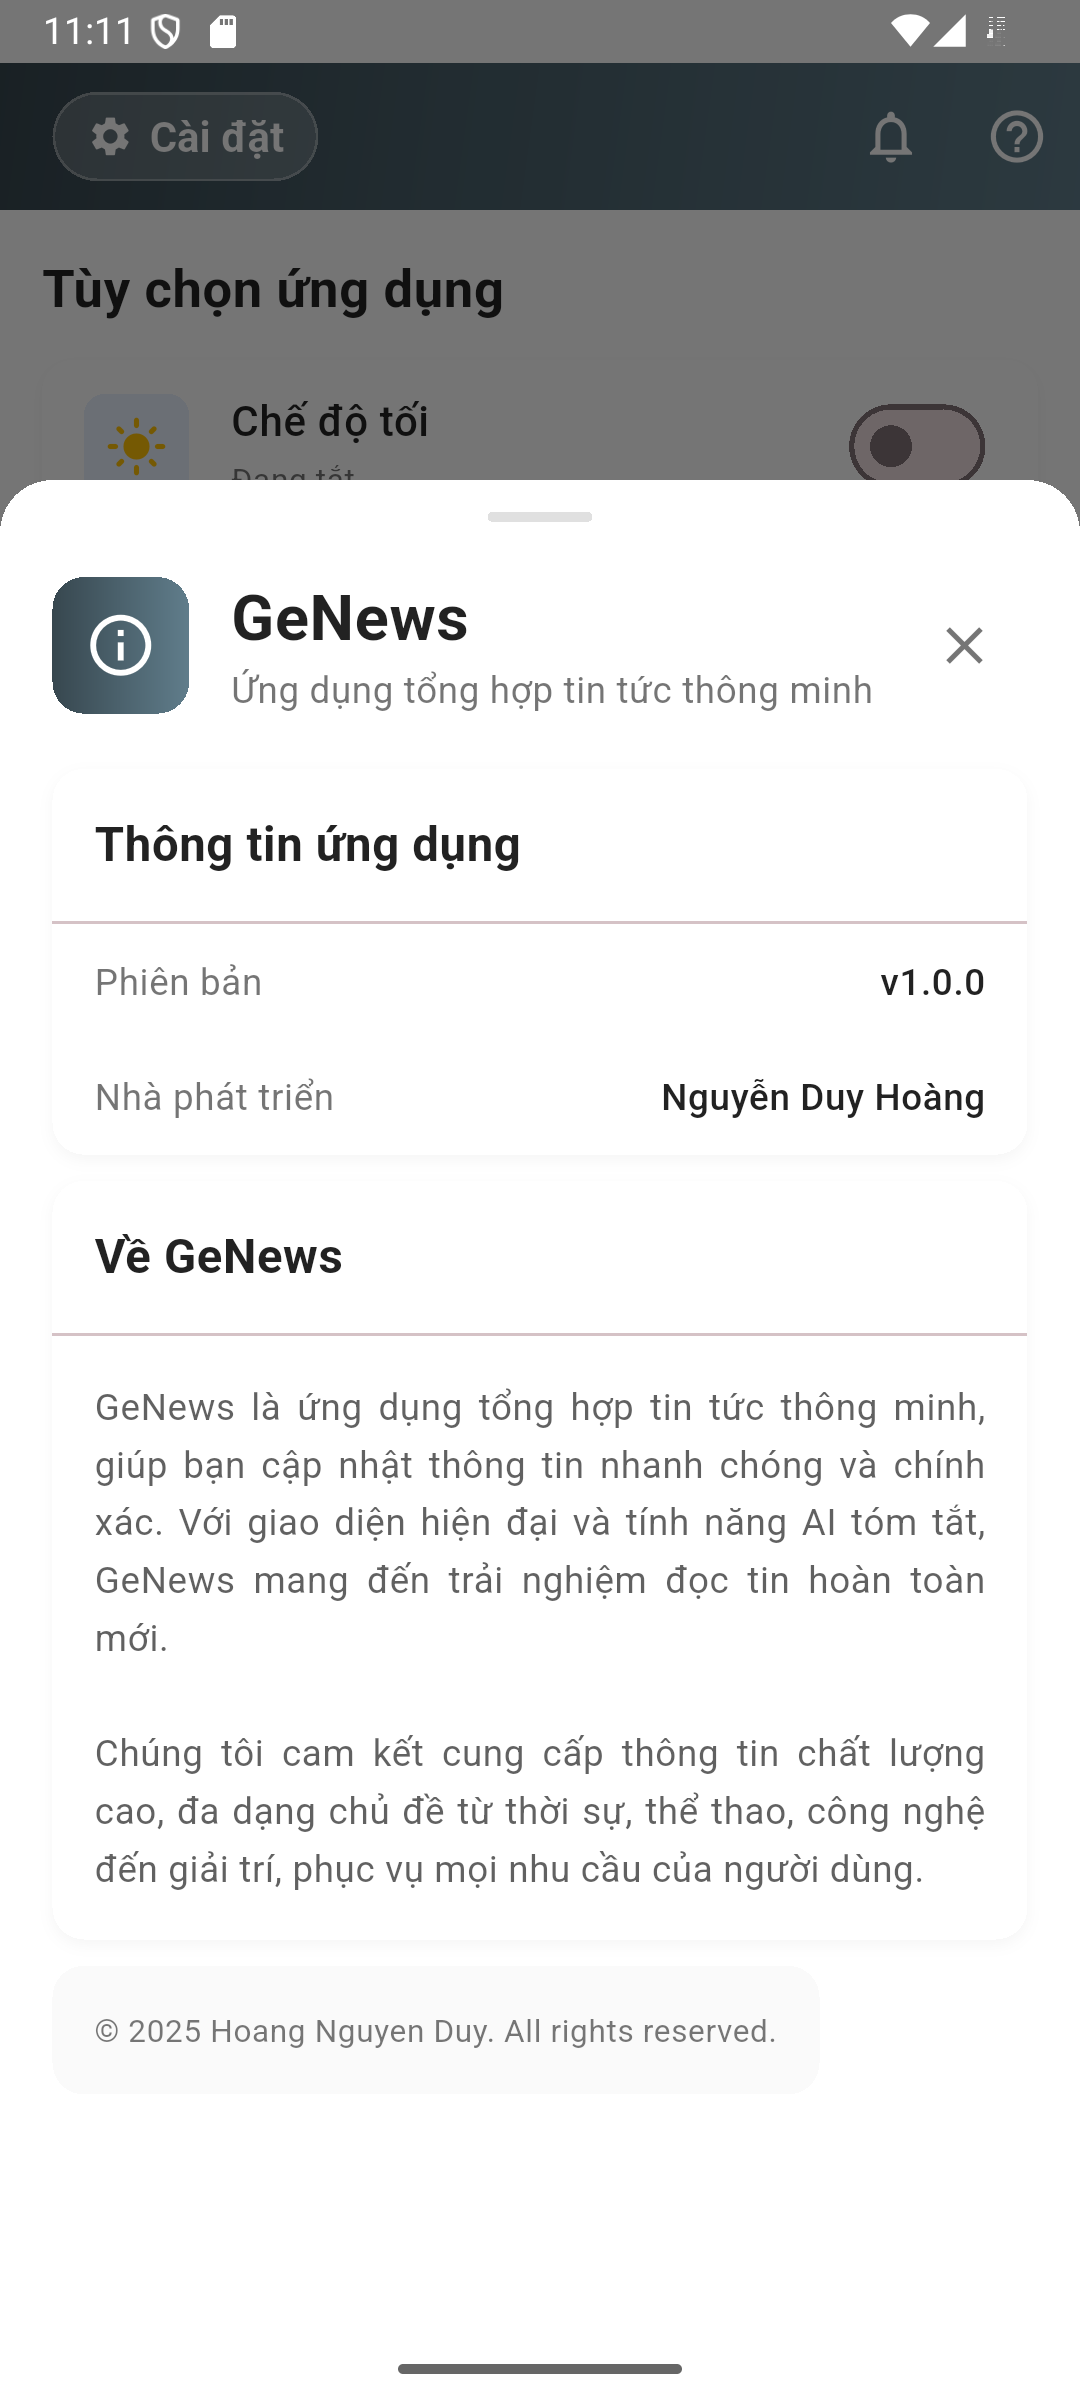 11:11
Cài đặt
Tùy chọn ứng dụng
Chế độ tối
Đang tắt
GeNews
Ứng dụng tổng hợp tin tức thông minh
Thông tin ứng dụng
Phiên bản
v1.0.0
Nhà phát triển
Nguyễn Duy Hoàng
Về GeNews
GeNews là ứng dụng tổng hợp tin tức thông minh,
giúp bạn cập nhật thông tin nhanh chóng và chính
xác. Với giao diện hiện đại và tính năng AI tóm tắt,
GeNews mang đến trải nghiệm đọc tin hoàn toàn
mới.
Chúng tôi cam kết cung cấp thông tin chất lượng
cao, đa dạng chủ đề từ thời sự, thể thao, công nghệ
đến giải trí, phục vụ mọi nhu cầu của người dùng.
© 2025 Hoang Nguyen Duy. All rights reserved.